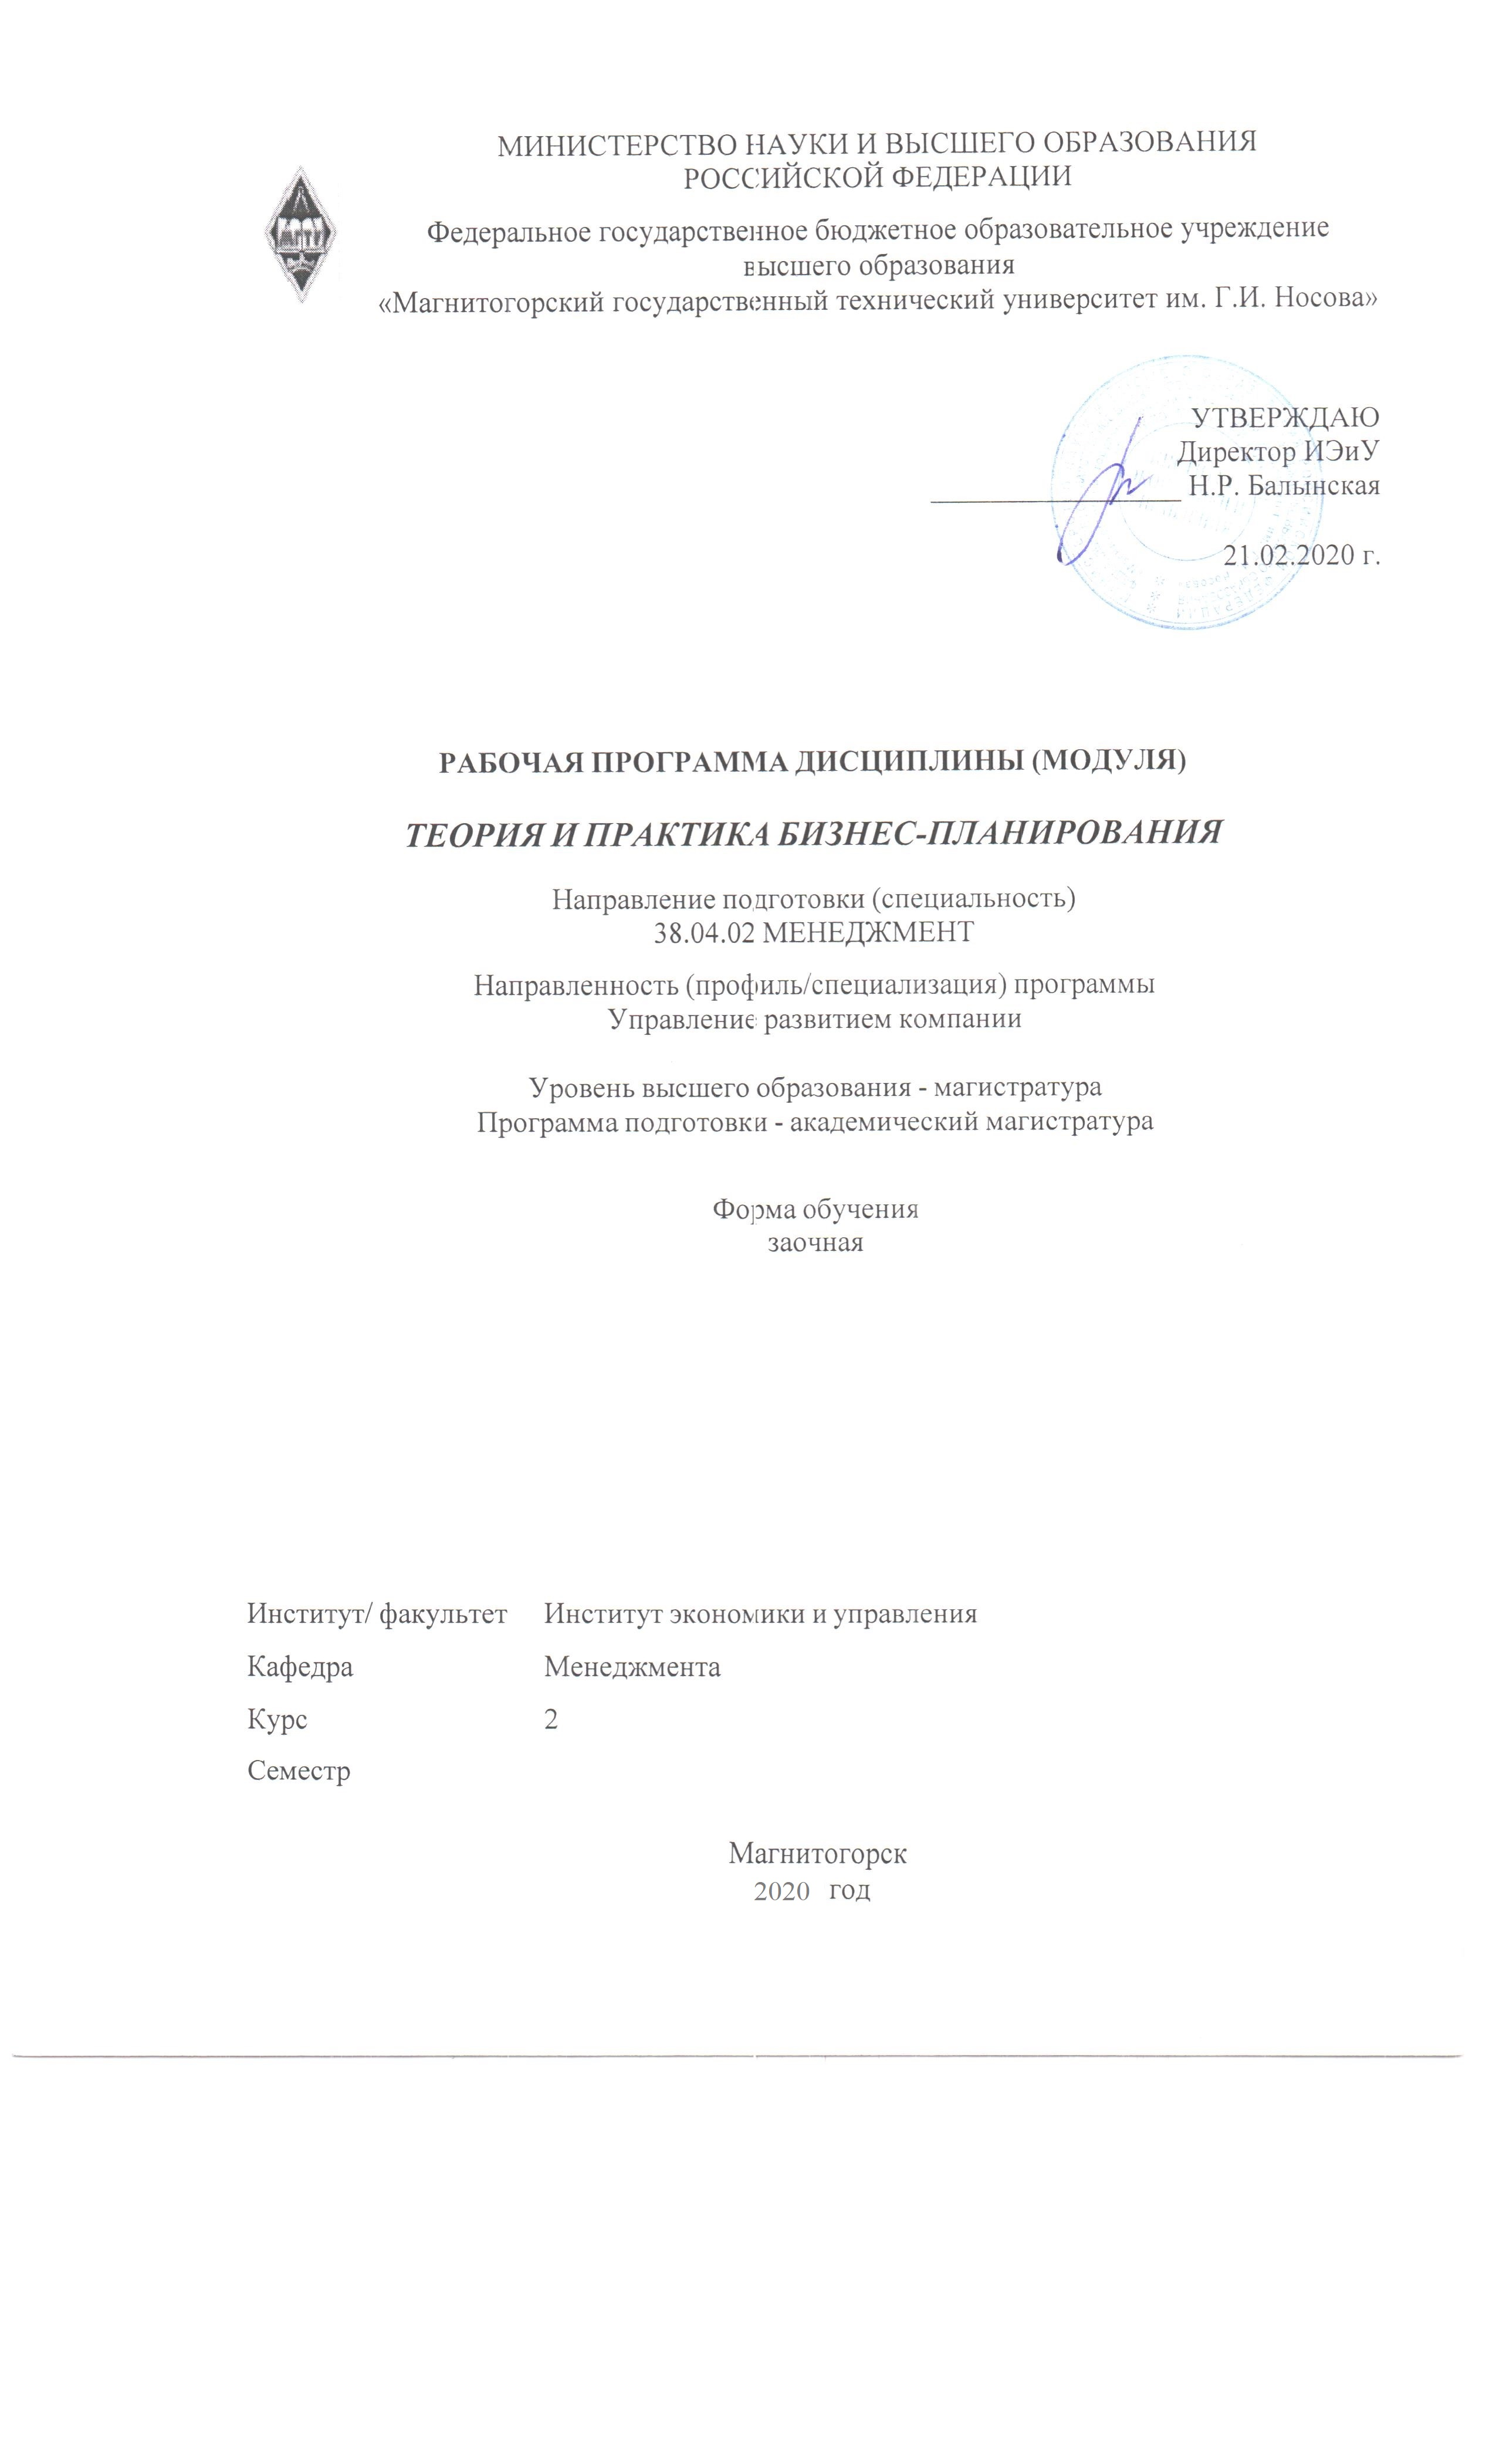 МИНИСТЕРСТВО НАУКИ И ВЫСШЕГО ОБРАЗОВАНИЯ
РОССИЙСКОЙ ФЕДЕРАЦИИ
Федеральное государственное бюджетное образовательное учреждение
высшего образования
«Магнитогорский государственный технический университет им. Г.И. Носова»
УТВЕРЖДАЮ
Директор ИЭиУ
Н.Р. Балынская
21.02.2020 г.
РАБОЧАЯ ПРОГРАММА ДИСЦИПЛИНЫ (МОДУЛЯ)
ТЕОРИЯ И ПРАКТИКА БИЗНЕС-ПЛАНИРОВАНИЯ
Направление подготовки (специальность)
38.04.02 МЕНЕДЖМЕНТ
Направленность (профиль/специализация) программы
Управление развитием компании
Уровень высшего образования - магистратура
Программа подготовки - академический магистратура
Форма обучения
заочная
Институт/ факультет Институт экономики и управления
Кафедра Менеджмента
Курс 2
Семестр
Магнитогорск
2020 год